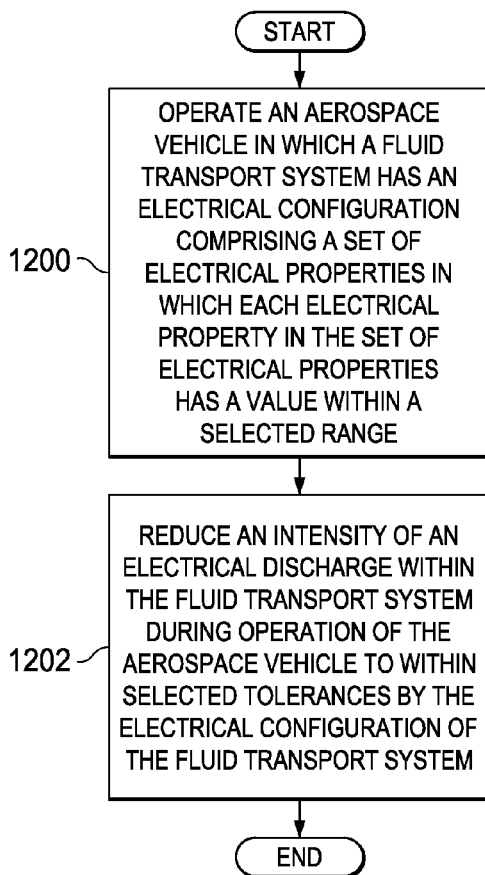 START
OPERATE AN AEROSPACE
VEHICLE IN WHICH A FLUID
TRANSPORT SYSTEM HAS AN
ELECTRICAL CONFIGURATION
COMPRISING A SET OF
ELECTRICAL PROPERTIES IN
WHICH EACH ELECTRICAL
PROPERTY IN THE SET OF
ELECTRICAL PROPERTIES
HAS A VALUE WITHIN A
SELECTED RANGE
1200
REDUCE AN INTENSITY OF AN
ELECTRICAL DISCHARGE WITHIN
THE FLUID TRANSPORT SYSTEM
DURING OPERATION OF THE
AEROSPACE VEHICLE TO WITHIN
SELECTED TOLERANCES BY THE
ELECTRICAL CONFIGURATION OF
THE FLUID TRANSPORT SYSTEM
1202
END